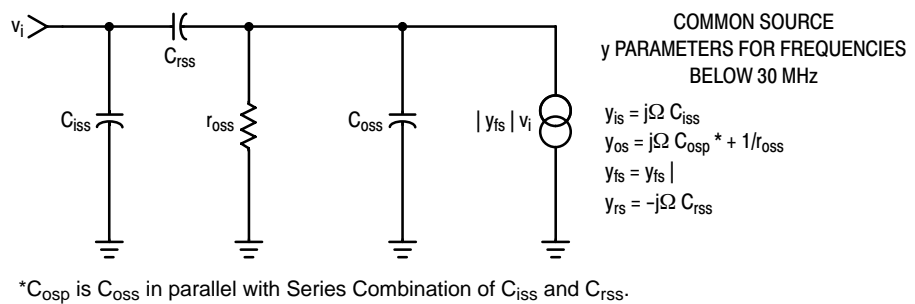 vi
Crss
Ciss
ross
Coss
| yfs | vi
COMMON SOURCE
y PARAMETERS FOR FREQUENCIES
BELOW 30 MHz
yis = jΩ Ciss
yos = jΩ Cosp * + 1/ross
yfs = yfs |
yrs = −jΩ Crss
*Cosp is Coss in parallel with Series Combination of Ciss and Crss.